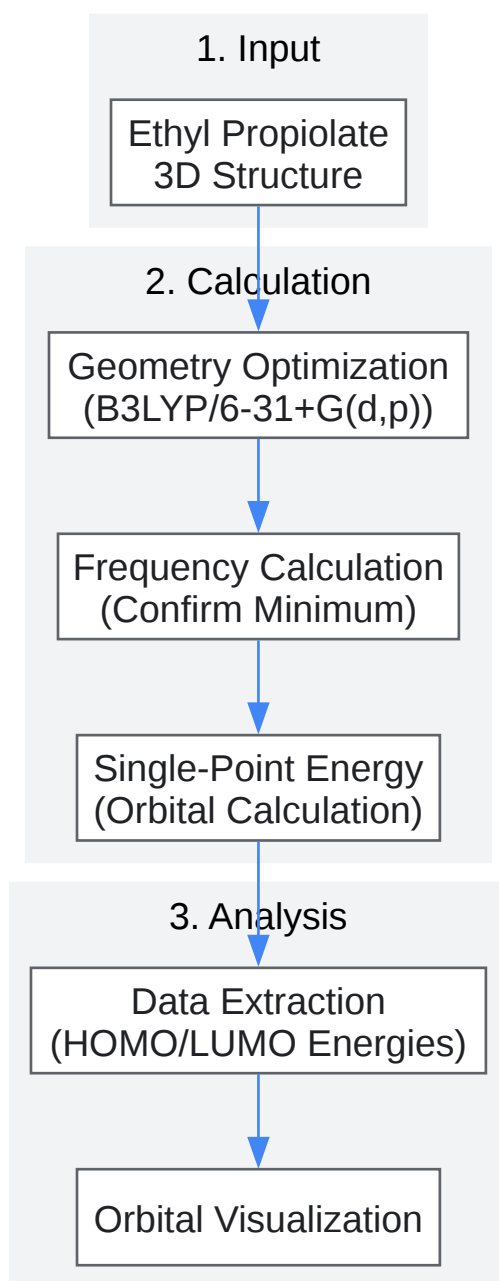 1. Input
Ethyl Propiolate
3D Structure
2. Calculation
Geometry Optimization
(B3LYP/6-31+G(d,p))
Frequency Calculation
(Confirm Minimum)
Single-Point Energy
(Orbital Calculation)
3. Analysis
Data Extraction
(HOMO/LUMO Energies)
Orbital Visualization